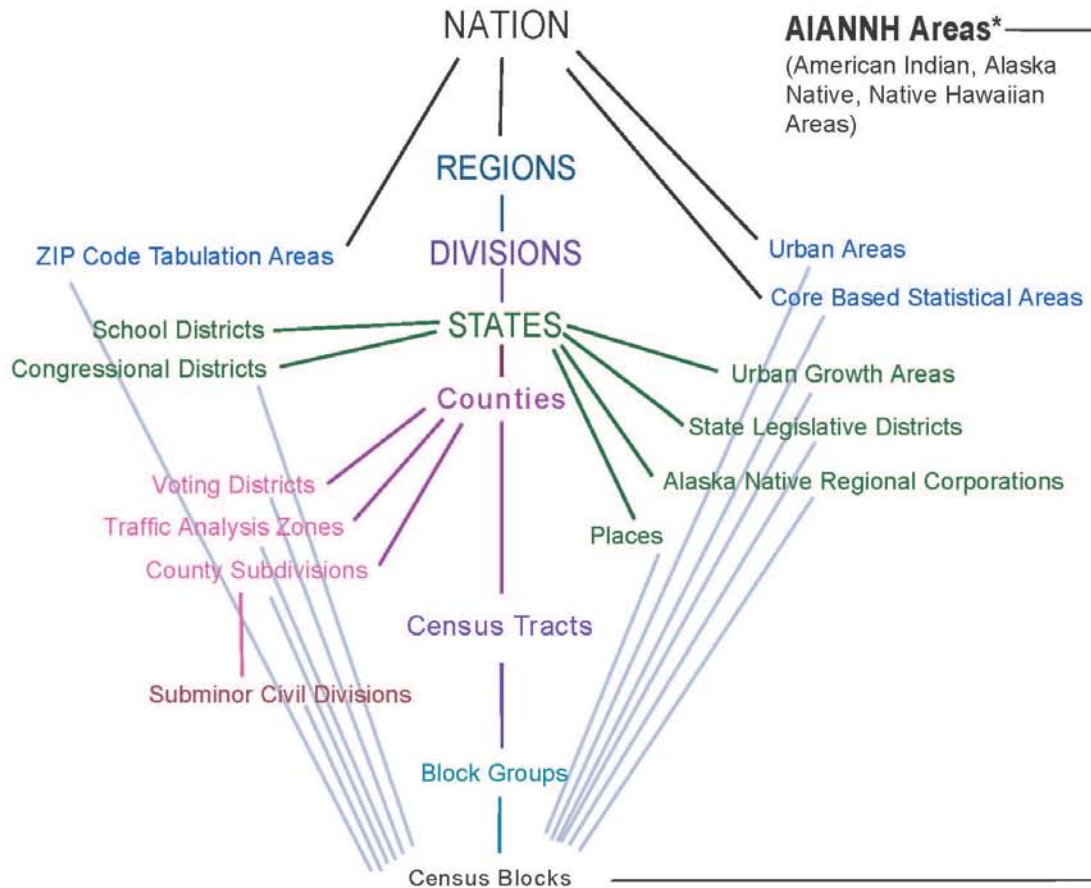 NATION
AIANNH Areas*
(American Indian, Alaska
Native, Native Hawaiian
Areas)
REGIONS
ZIP Code Tabulation Areas
DIVISIONS
Urban Areas
Core Based Statistical Areas
School Districts
STATES
Congressional Districts
Urban Growth Areas
Counties
State Legislative Districts
Voting Districts
Alaska Native Regional Corporations
Traffic Analysis Zones
Places
County Subdivisions
Census Tracts
Subminor Civil Divisions
Block Groups
Census Blocks